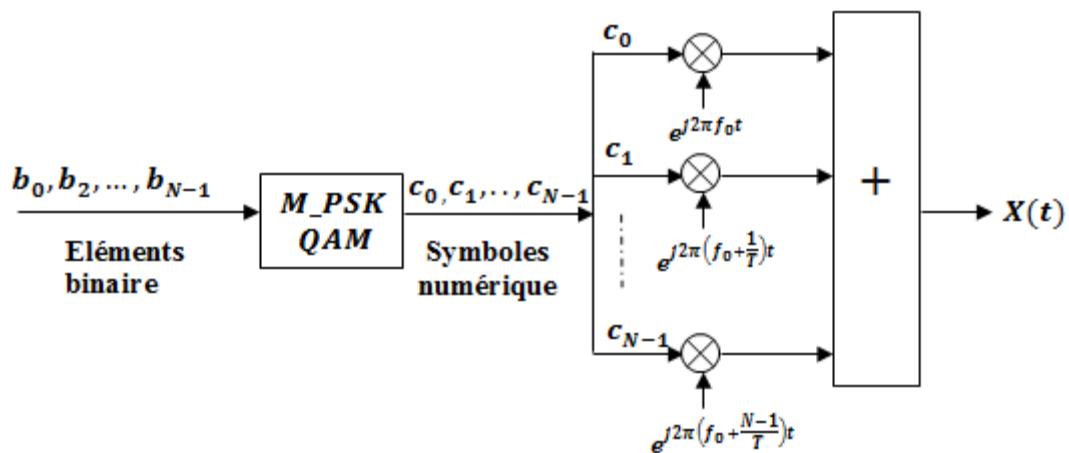 b₀, b₂, ..., b_{N−1}
Eléments
binaire
M_PSK
QAM
c₀, c₁, .., c_{N−1}
Symboles
numérique
c₀
e^{j2πf₀t}
c₁
e^{j2π(f₀+1/T)t}
c_{N−1}
e^{j2π(f₀+(N−1)/T)t}
+
X(t)